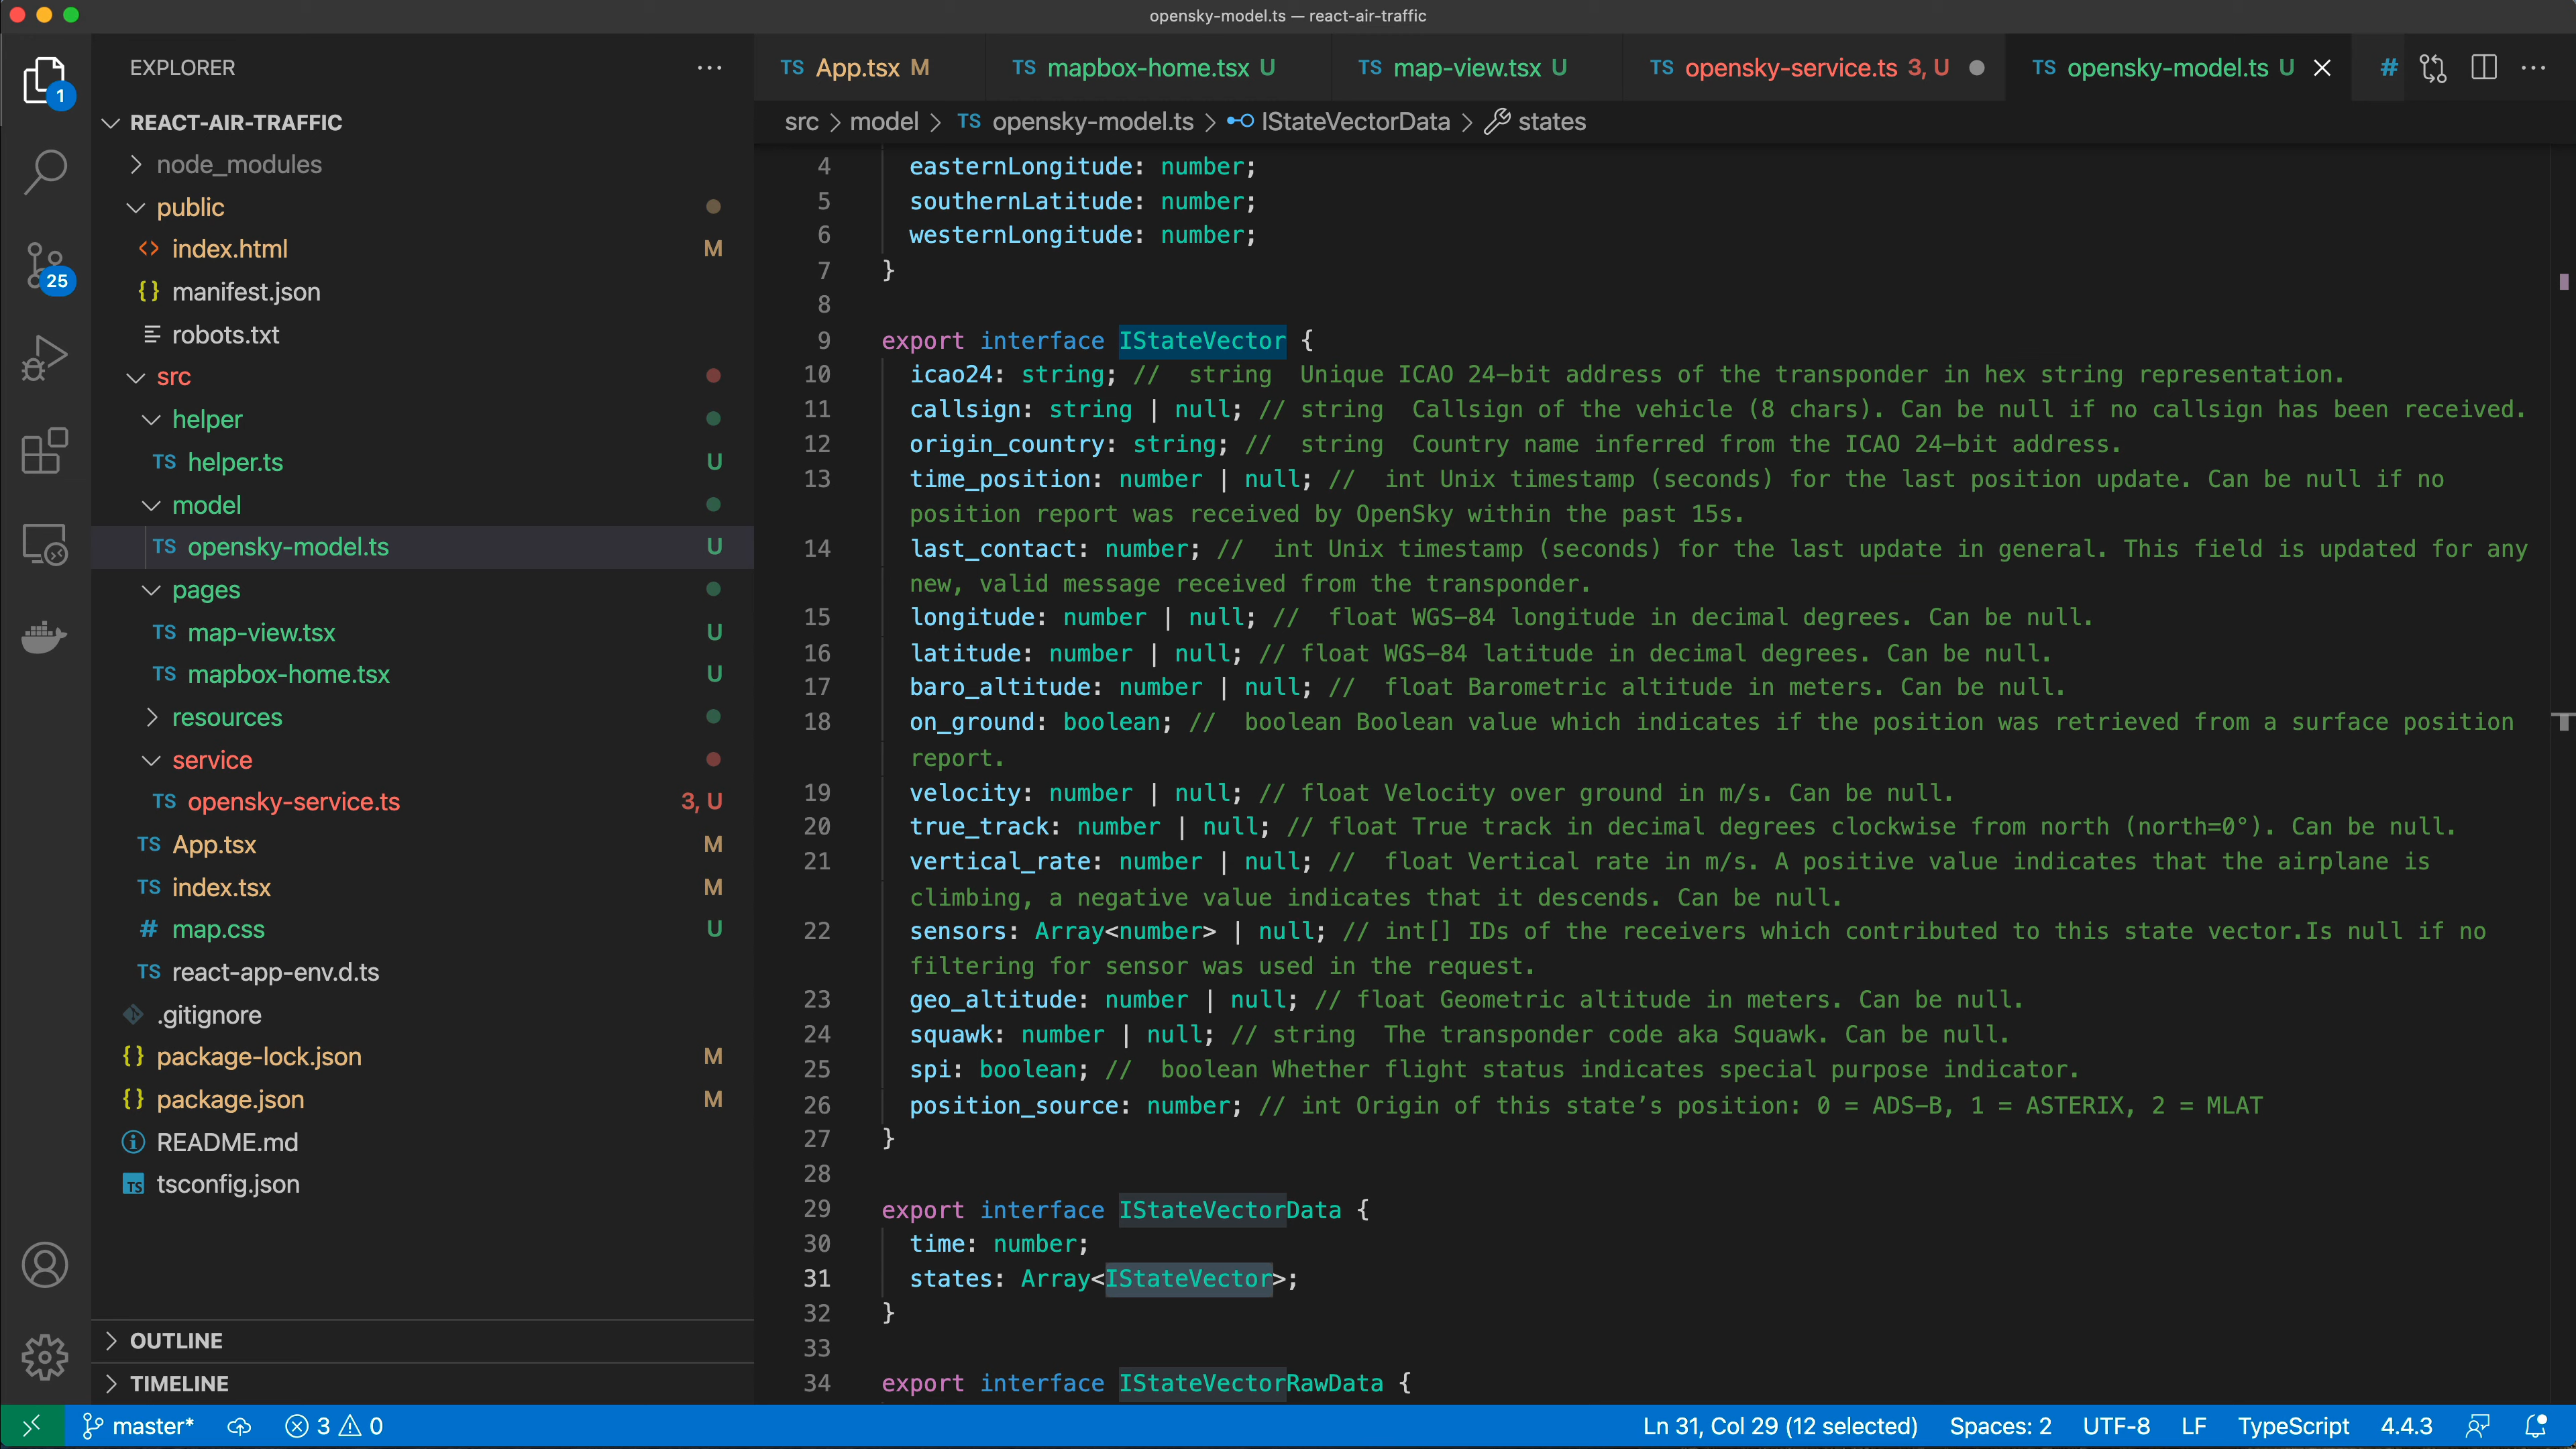 opensky-model.ts — react-air-traffic
EXPLORER
REACT-AIR-TRAFFIC
node_modules
public
index.html M
manifest.json
robots.txt
src
helper
TS helper.ts U
model
TS opensky-model.ts U
pages
TS map-view.tsx U
TS mapbox-home.tsx U
resources
service
TS opensky-service.ts 3, U
TS App.tsx M
TS index.tsx M
# map.css U
TS react-app-env.d.ts
.gitignore
{} package-lock.json M
{} package.json M
README.md
TS tsconfig.json
OUTLINE
TIMELINE
1
25
TS App.tsx M TS mapbox-home.tsx U TS map-view.tsx U TS opensky-service.ts 3, U TS opensky-model.ts U #
src > model > TS opensky-model.ts > IStateVectorData > states
4 easternLongitude: number;
5 southernLatitude: number;
6 westernLongitude: number;
7 }
8
9 export interface IStateVector {
10 icao24: string; //  string  Unique ICAO 24-bit address of the transponder in hex string representation.
11 callsign: string | null; // string  Callsign of the vehicle (8 chars). Can be null if no callsign has been received.
12 origin_country: string; //  string  Country name inferred from the ICAO 24-bit address.
13 time_position: number | null; //  int Unix timestamp (seconds) for the last position update. Can be null if no
position report was received by OpenSky within the past 15s.
14 last_contact: number; //  int Unix timestamp (seconds) for the last update in general. This field is updated for any
new, valid message received from the transponder.
15 longitude: number | null; //  float WGS-84 longitude in decimal degrees. Can be null.
16 latitude: number | null; // float WGS-84 latitude in decimal degrees. Can be null.
17 baro_altitude: number | null; //  float Barometric altitude in meters. Can be null.
18 on_ground: boolean; //  boolean Boolean value which indicates if the position was retrieved from a surface position
report.
19 velocity: number | null; // float Velocity over ground in m/s. Can be null.
20 true_track: number | null; // float True track in decimal degrees clockwise from north (north=0°). Can be null.
21 vertical_rate: number | null; //  float Vertical rate in m/s. A positive value indicates that the airplane is
climbing, a negative value indicates that it descends. Can be null.
22 sensors: Array<number> | null; // int[] IDs of the receivers which contributed to this state vector.Is null if no
filtering for sensor was used in the request.
23 geo_altitude: number | null; // float Geometric altitude in meters. Can be null.
24 squawk: number | null; // string  The transponder code aka Squawk. Can be null.
25 spi: boolean; //  boolean Whether flight status indicates special purpose indicator.
26 position_source: number; // int Origin of this state’s position: 0 = ADS-B, 1 = ASTERIX, 2 = MLAT
27 }
28
29 export interface IStateVectorData {
30 time: number;
31 states: Array<IStateVector>;
32 }
33
34 export interface IStateVectorRawData {
master* 3 0 Ln 31, Col 29 (12 selected) Spaces: 2 UTF-8 LF TypeScript 4.4.3